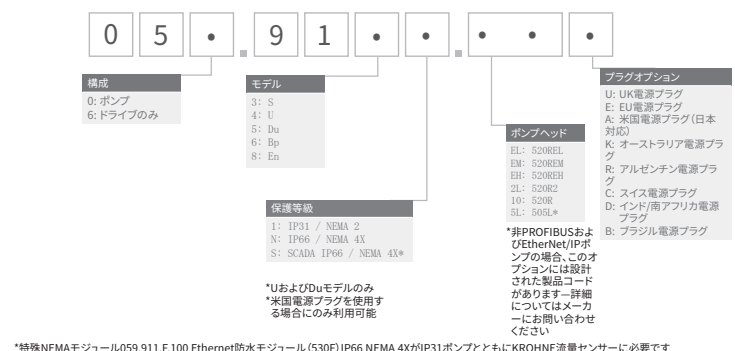 0 5 • . 9 1 • • . • • •
構成
0: ポンプ
6: ドライブのみ
モデル
3: S
4: U
5: Du
6: Bp
8: En
保護等級
1: IP31 / NEMA 2
N: IP66 / NEMA 4X
S: SCADA IP66 / NEMA 4X*
*UおよびDuモデルのみ
*米国電源プラグを使用す
る場合にのみ利用可能
ポンプヘッド
EL: 520REL
EM: 520REM
EH: 520REH
2L: 520R2
10: 520R
5L: 505L*
*非PROFIBUSおよ
びEtherNet/IPポ
ンプの場合、このオ
プションには設計
された製品コード
があります—詳細
についてはメーカ
ーにお問い合わせ
ください
プラグオプション
U: UK電源プラグ
E: EU電源プラグ
A: 米国電源プラグ(日本
対応)
K: オーストラリア電源プラ
グ
R: アルゼンチン電源プラ
グ
C: スイス電源プラグ
D: インド/南アフリカ電源
プラグ
B: ブラジル電源プラグ
*特殊NEMAモジュール059.911.E.100 Ethernet防水モジュール(530E)IP66 NEMA 4XがIP31ポンプとともにKROHNE流量センサーに必要です